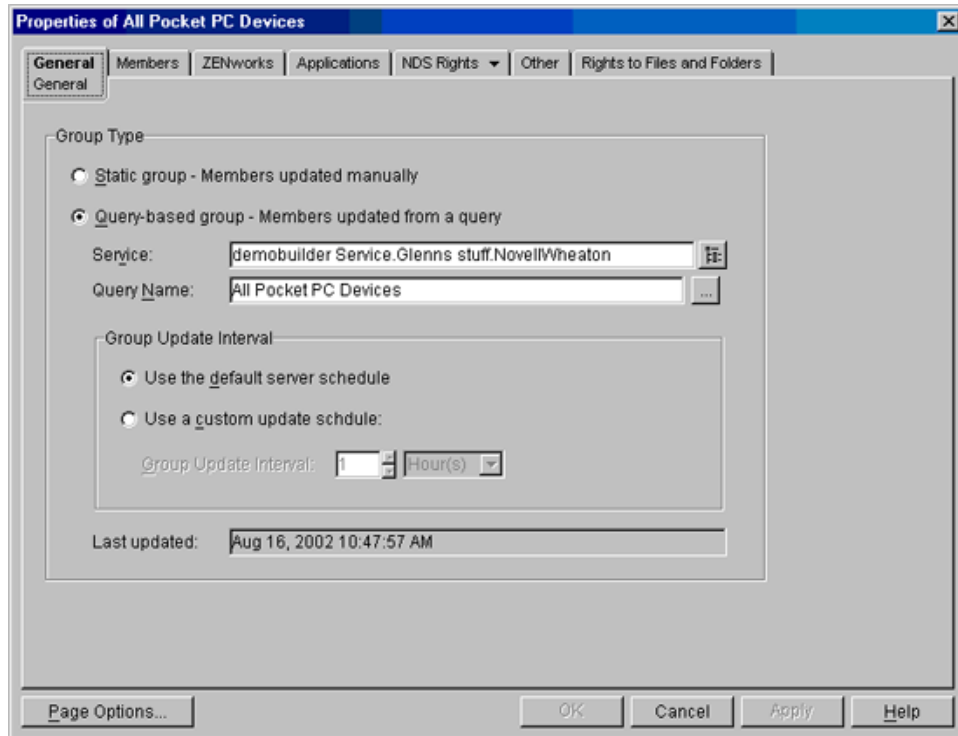 Properties of All Pocket PC Devices
General Members ZENworks Applications NDS Rights Other Rights to Files and Folders
General
Group Type
Static group - Members updated manually
Query-based group - Members updated from a query
Service: demobuilder Service.Glenns stuff.NovellWheaton
Query Name: All Pocket PC Devices ...
Group Update Interval
Use the default server schedule
Use a custom update schdule:
Group Update Interval: 1 Hour(s)
Last updated: Aug 16, 2002 10:47:57 AM
Page Options... OK Cancel Apply Help